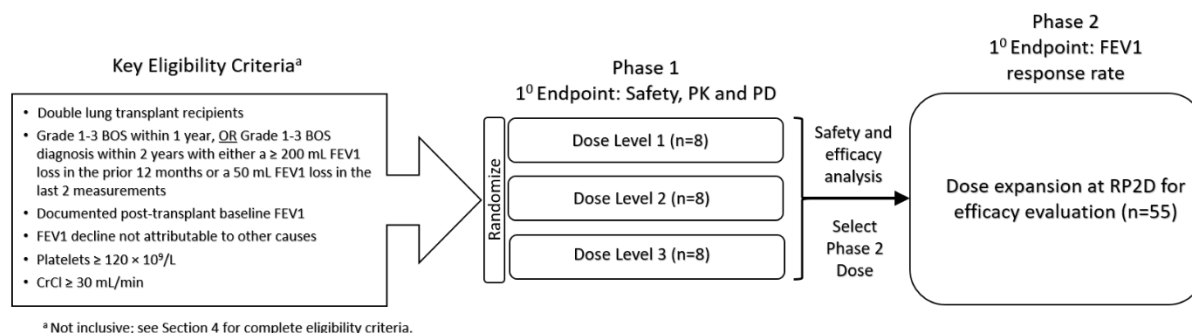 Key Eligibility Criteriaᵃ
• Double lung transplant recipients
• Grade 1-3 BOS within 1 year, OR Grade 1-3 BOS
diagnosis within 2 years with either a ≥ 200 mL FEV1
loss in the prior 12 months or a 50 mL FEV1 loss in the
last 2 measurements
• Documented post-transplant baseline FEV1
• FEV1 decline not attributable to other causes
• Platelets ≥ 120 × 10⁹/L
• CrCl ≥ 30 mL/min
ᵃ Not inclusive; see Section 4 for complete eligibility criteria.
Phase 1
1⁰ Endpoint: Safety, PK and PD
Randomize
Dose Level 1 (n=8)
Dose Level 2 (n=8)
Dose Level 3 (n=8)
Safety and
efficacy
analysis
Select
Phase 2
Dose
Phase 2
1⁰ Endpoint: FEV1
response rate
Dose expansion at RP2D for
efficacy evaluation (n=55)